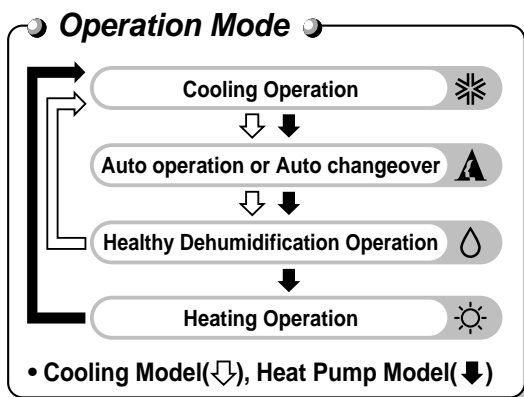 Operation Mode
Cooling Operation
Auto operation or Auto changeover
Healthy Dehumidification Operation
Heating Operation
• Cooling Model(⇩), Heat Pump Model(⬇)